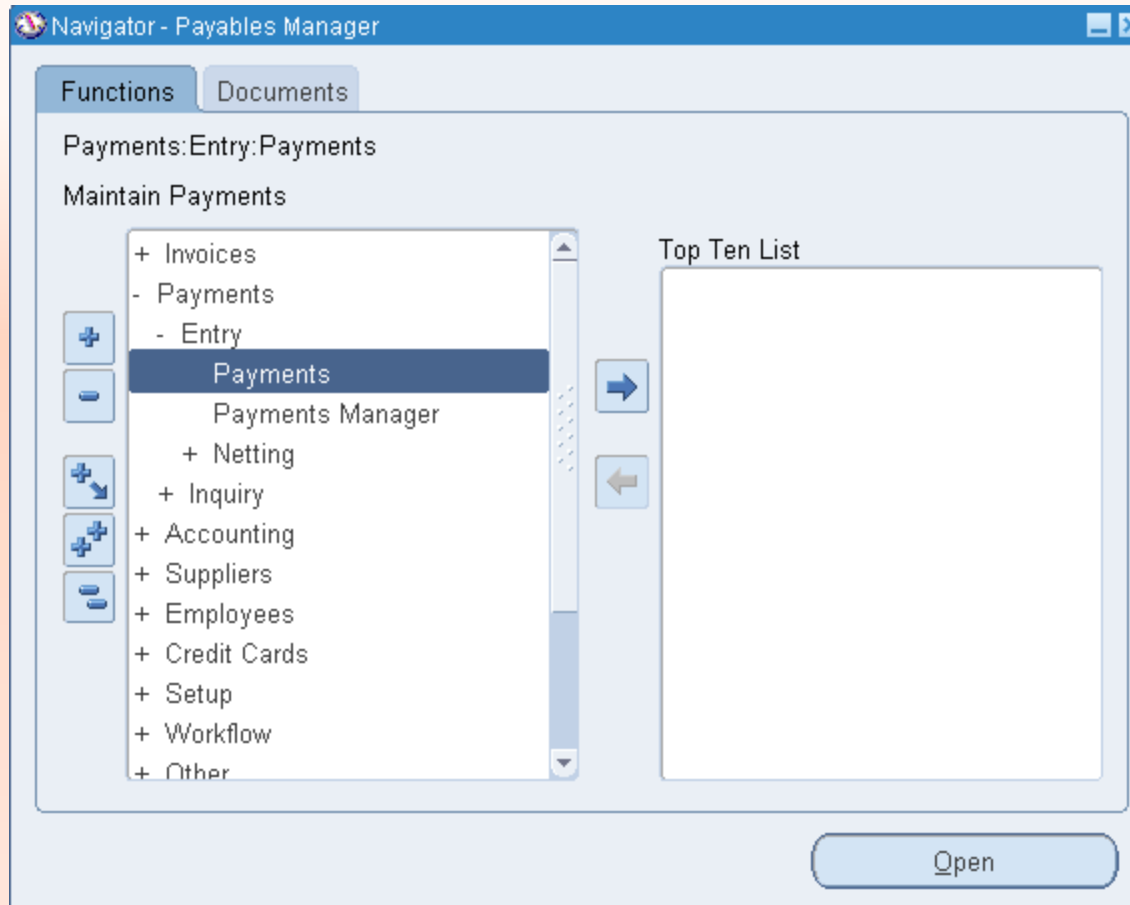 Navigator - Payables Manager
Functions Documents
Payments:Entry:Payments
Maintain Payments
Top Ten List
+ Invoices
- Payments
- Entry
Payments
Payments Manager
+ Netting
+ Inquiry
+ Accounting
+ Suppliers
+ Employees
+ Credit Cards
+ Setup
+ Workflow
+ Other
Open